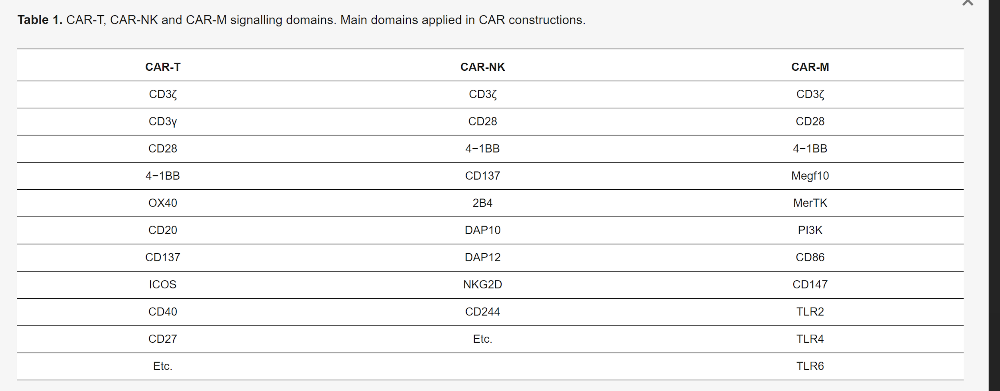 Table 1. CAR-T, CAR-NK and CAR-M signalling domains. Main domains applied in CAR constructions.
CAR-T CAR-NK CAR-M
CD3ζ CD3ζ CD3ζ
CD3γ CD28 CD28
CD28 4−1BB 4−1BB
4−1BB CD137 Megf10
OX40 2B4 MerTK
CD20 DAP10 PI3K
CD137 DAP12 CD86
ICOS NKG2D CD147
CD40 CD244 TLR2
CD27 Etc. TLR4
Etc. TLR6